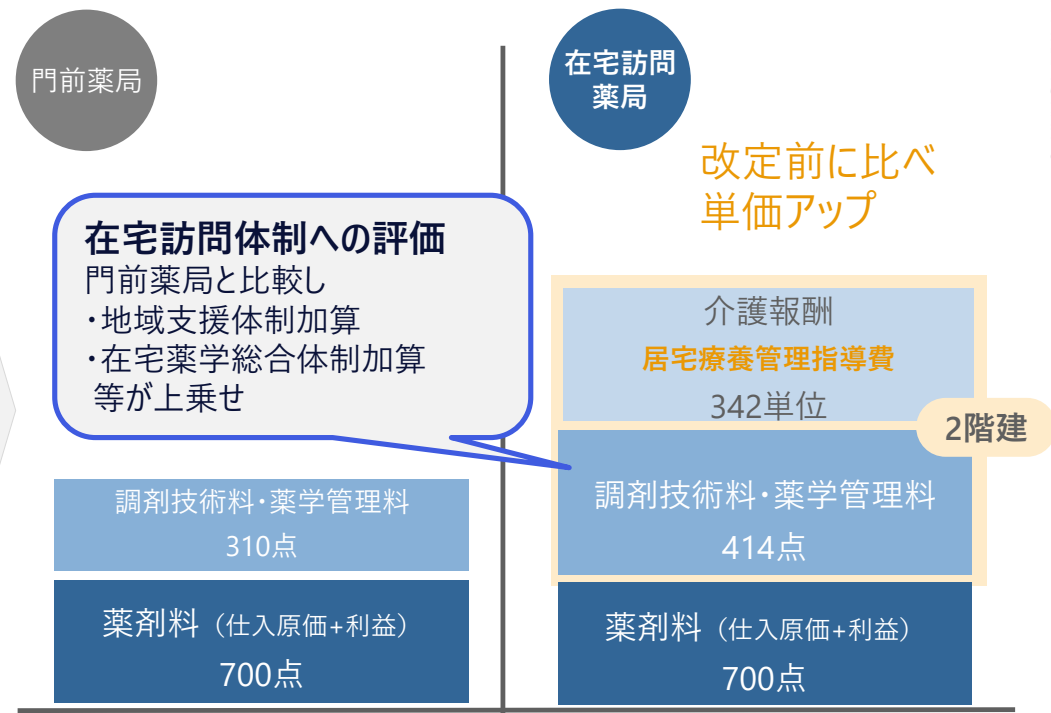 門前薬局
在宅訪問
薬局
改定前に比べ
単価アップ
在宅訪問体制への評価
門前薬局と比較し
・地域支援体制加算
・在宅薬学総合体制加算
等が上乗せ
介護報酬
居宅療養管理指導費
342単位
2階建
調剤技術料・薬学管理料
310点
調剤技術料・薬学管理料
414点
薬剤料（仕入原価+利益）
700点
薬剤料（仕入原価+利益）
700点